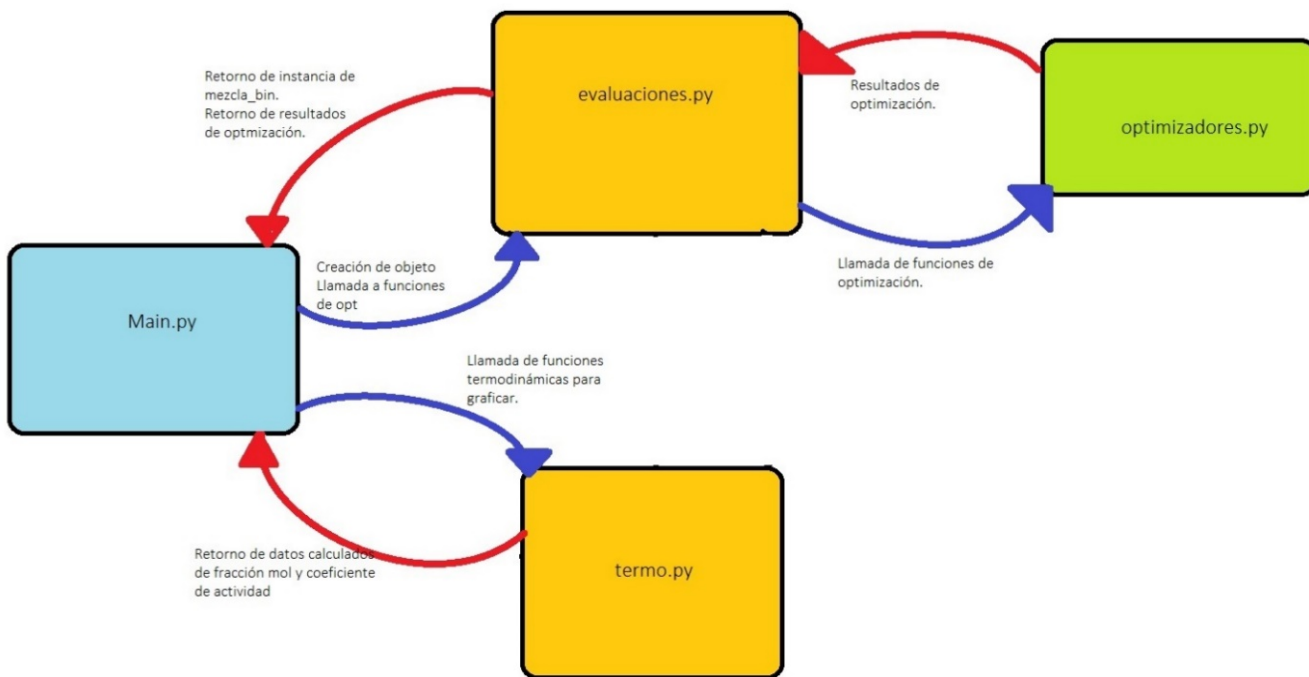 Retorno de instancia de
mezcla_bin.
Retorno de resultados
de optmización.
evaluaciones.py
Resultados de
optimización.
optimizadores.py
Llamada de funciones de
optimización.
Creación de objeto
Llamada a funciones
de opt
Main.py
Llamada de funciones
termodinámicas para
graficar.
Retorno de datos calculados
de fracción mol y coeficiente
de actividad
termo.py